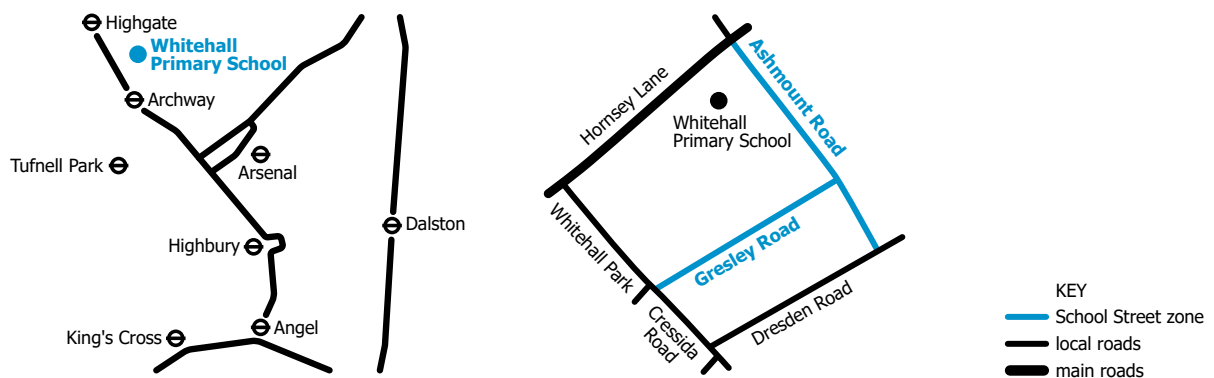 Highgate
Whitehall
Primary School
Archway
Tufnell Park
Arsenal
Highbury
Dalston
King's Cross
Angel
Hornsey Lane
Ashmount Road
Whitehall
Primary School
Whitehall Park
Gresley Road
Cressida
Road
Dresden Road
KEY
School Street zone
local roads
main roads